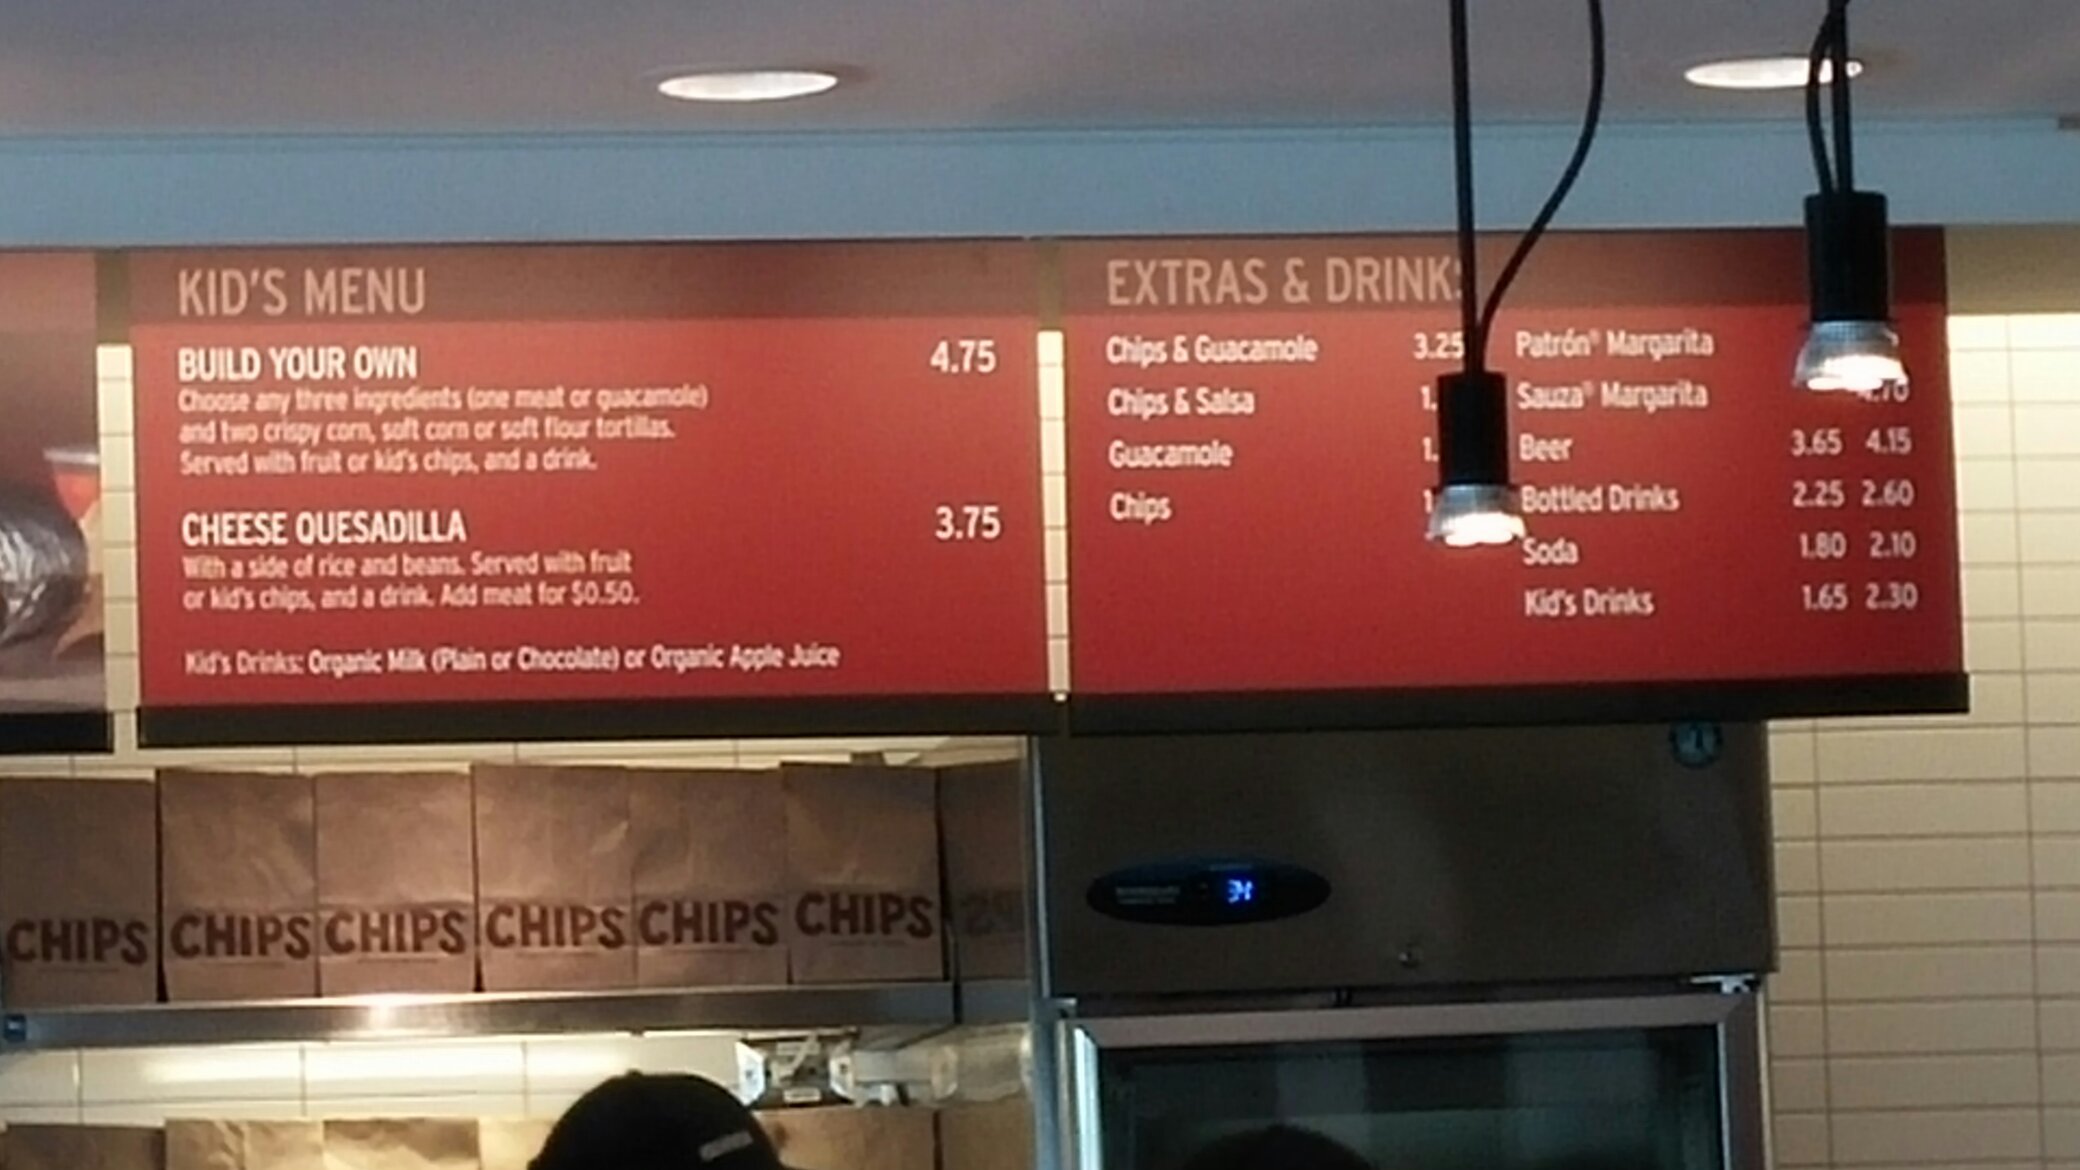 KID'S MENU
BUILD YOUR OWN 4.75
Choose any three ingredients (one meat or guacamole)
and two crispy corn, soft corn or soft flour tortillas.
Served with fruit or kid's chips, and a drink.
CHEESE QUESADILLA 3.75
With a side of rice and beans. Served with fruit
or kid's chips, and a drink. Add meat for $0.50.
Kid's Drinks: Organic Milk (Plain or Chocolate) or Organic Apple Juice
EXTRAS & DRINKS
Chips & Guacamole 3.25
Chips & Salsa
Guacamole
Chips
Patrón® Margarita
Sauza® Margarita
Beer 3.65 4.15
Bottled Drinks 2.25 2.60
Soda 1.80 2.10
Kid's Drinks 1.65 2.30
CHIPS CHIPS CHIPS CHIPS CHIPS CHIPS